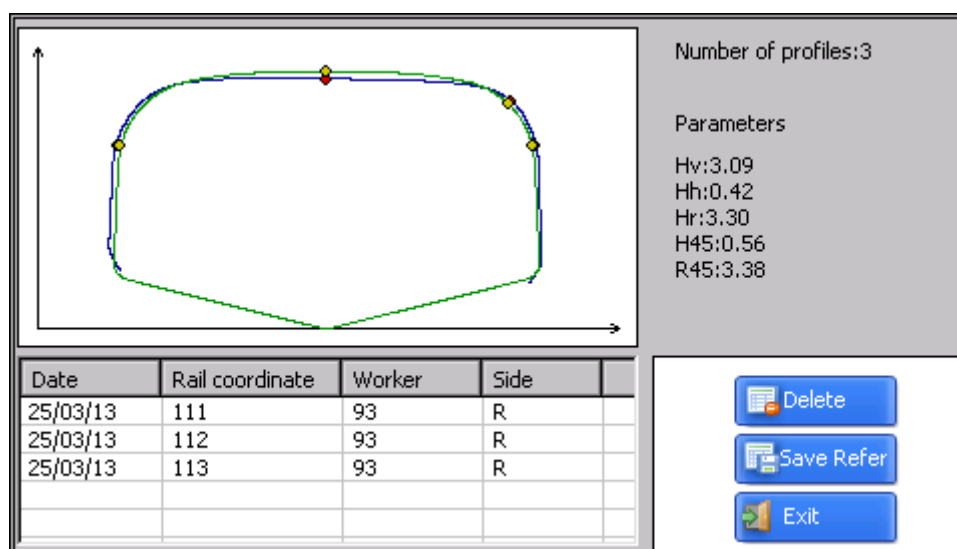 Number of profiles:3
Parameters
Hv:3.09
Hh:0.42
Hr:3.30
H45:0.56
R45:3.38
Date Rail coordinate Worker Side
25/03/13 111 93 R
25/03/13 112 93 R
25/03/13 113 93 R
Delete
Save Refer
Exit